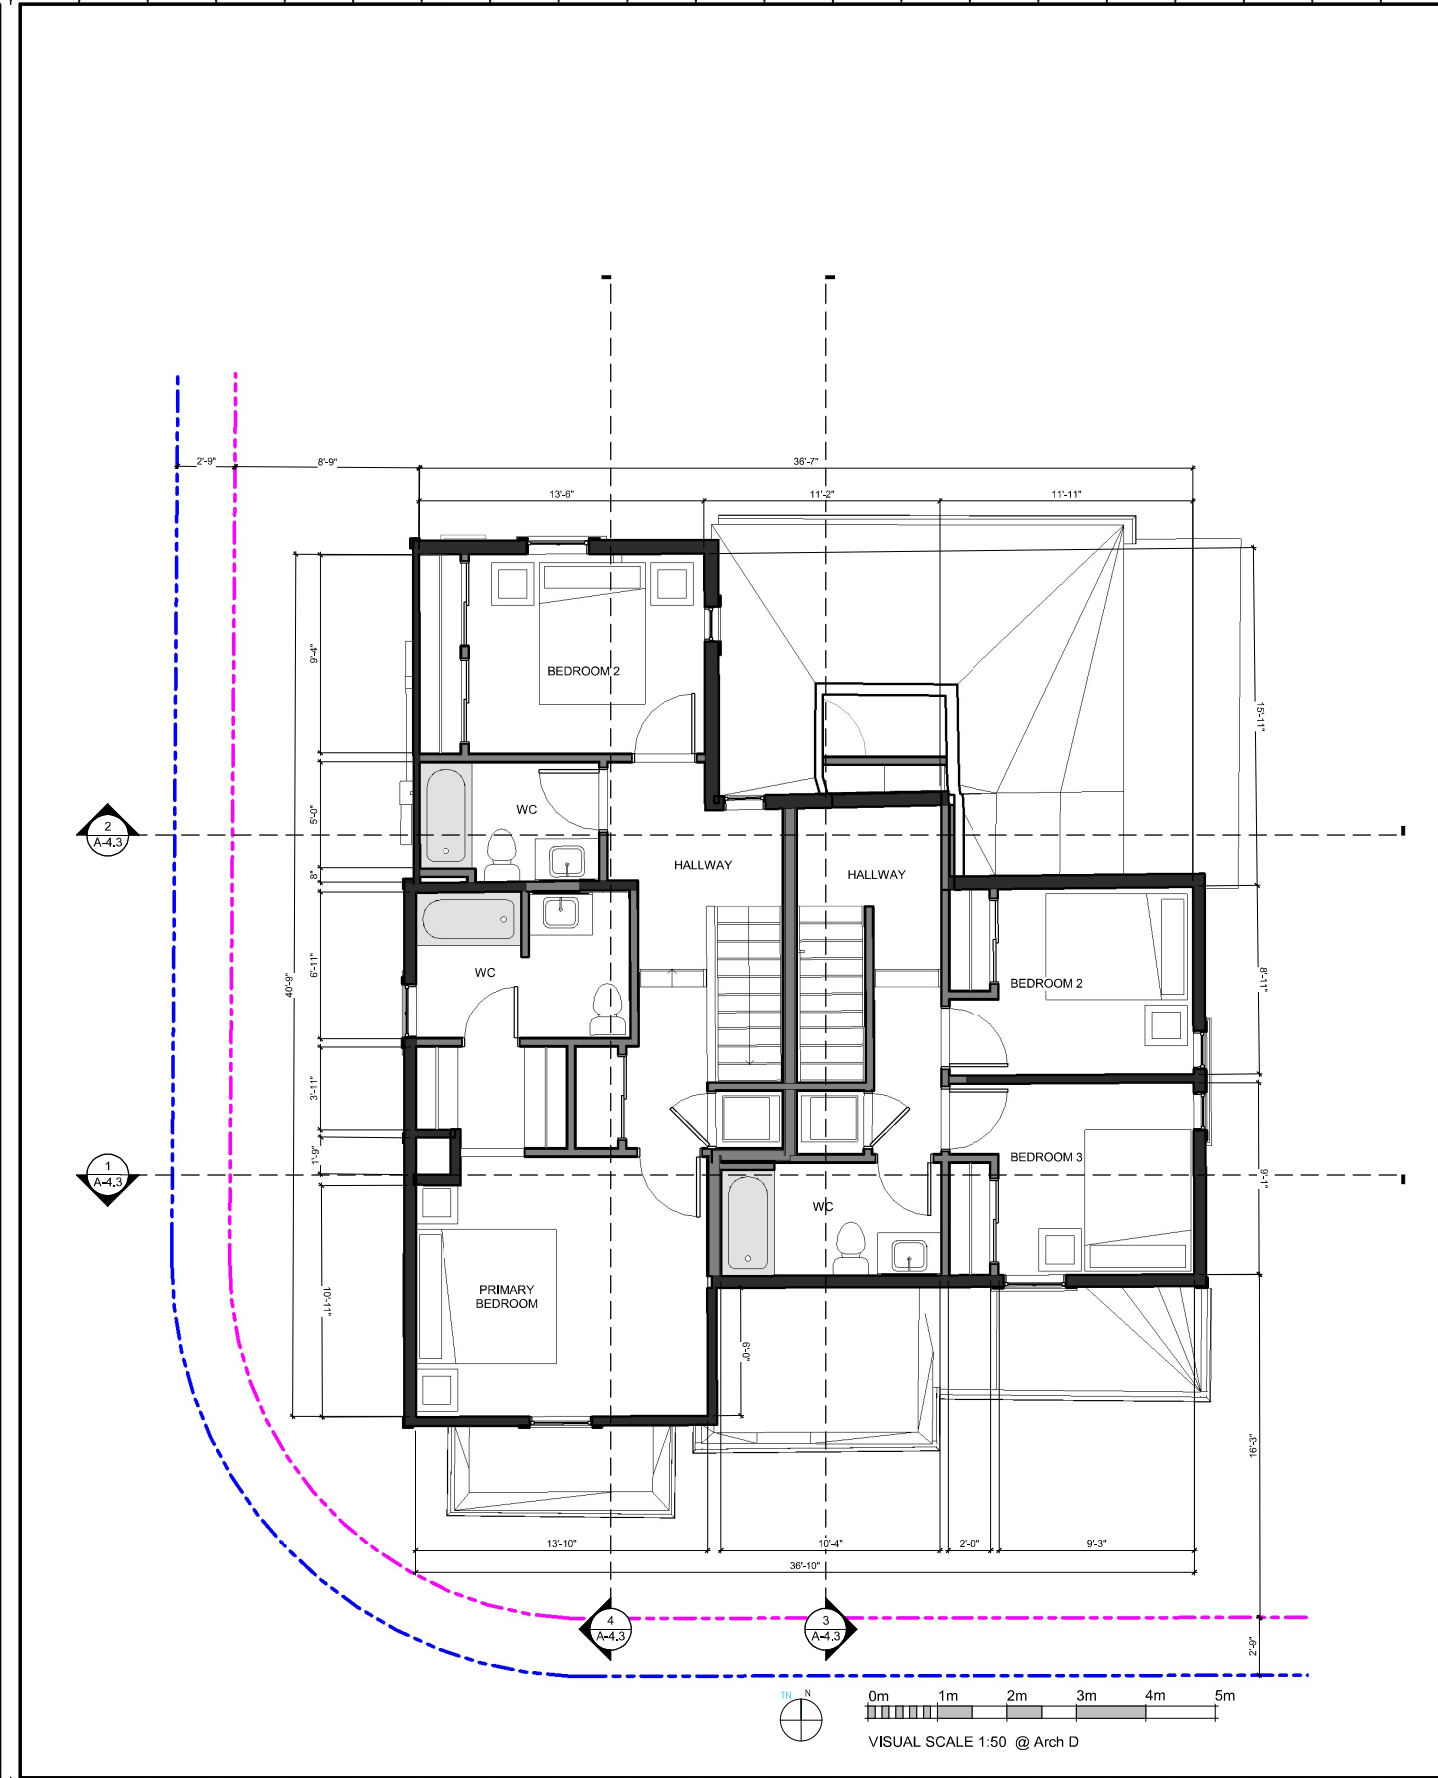 2'-9"
8'-9"
36'-7"
13'-6"
11'-2"
11'-11"
9'-4"
BEDROOM 2
15'-11"
5'-0"
WC
2
A-4.3
HALLWAY
HALLWAY
8"
40'-9"
6'-11"
WC
BEDROOM 2
8'-11"
3'-11"
1'-9"
1
A-4.3
BEDROOM 3
9'-1"
WC
10'-11"
PRIMARY
BEDROOM
6'-0"
16'-3"
13'-10"
10'-4"
2'-0"
9'-3"
36'-10"
4
A-4.3
3
A-4.3
2'-9"
TN
N
0m 1m 2m 3m 4m 5m
VISUAL SCALE 1:50 @ Arch D